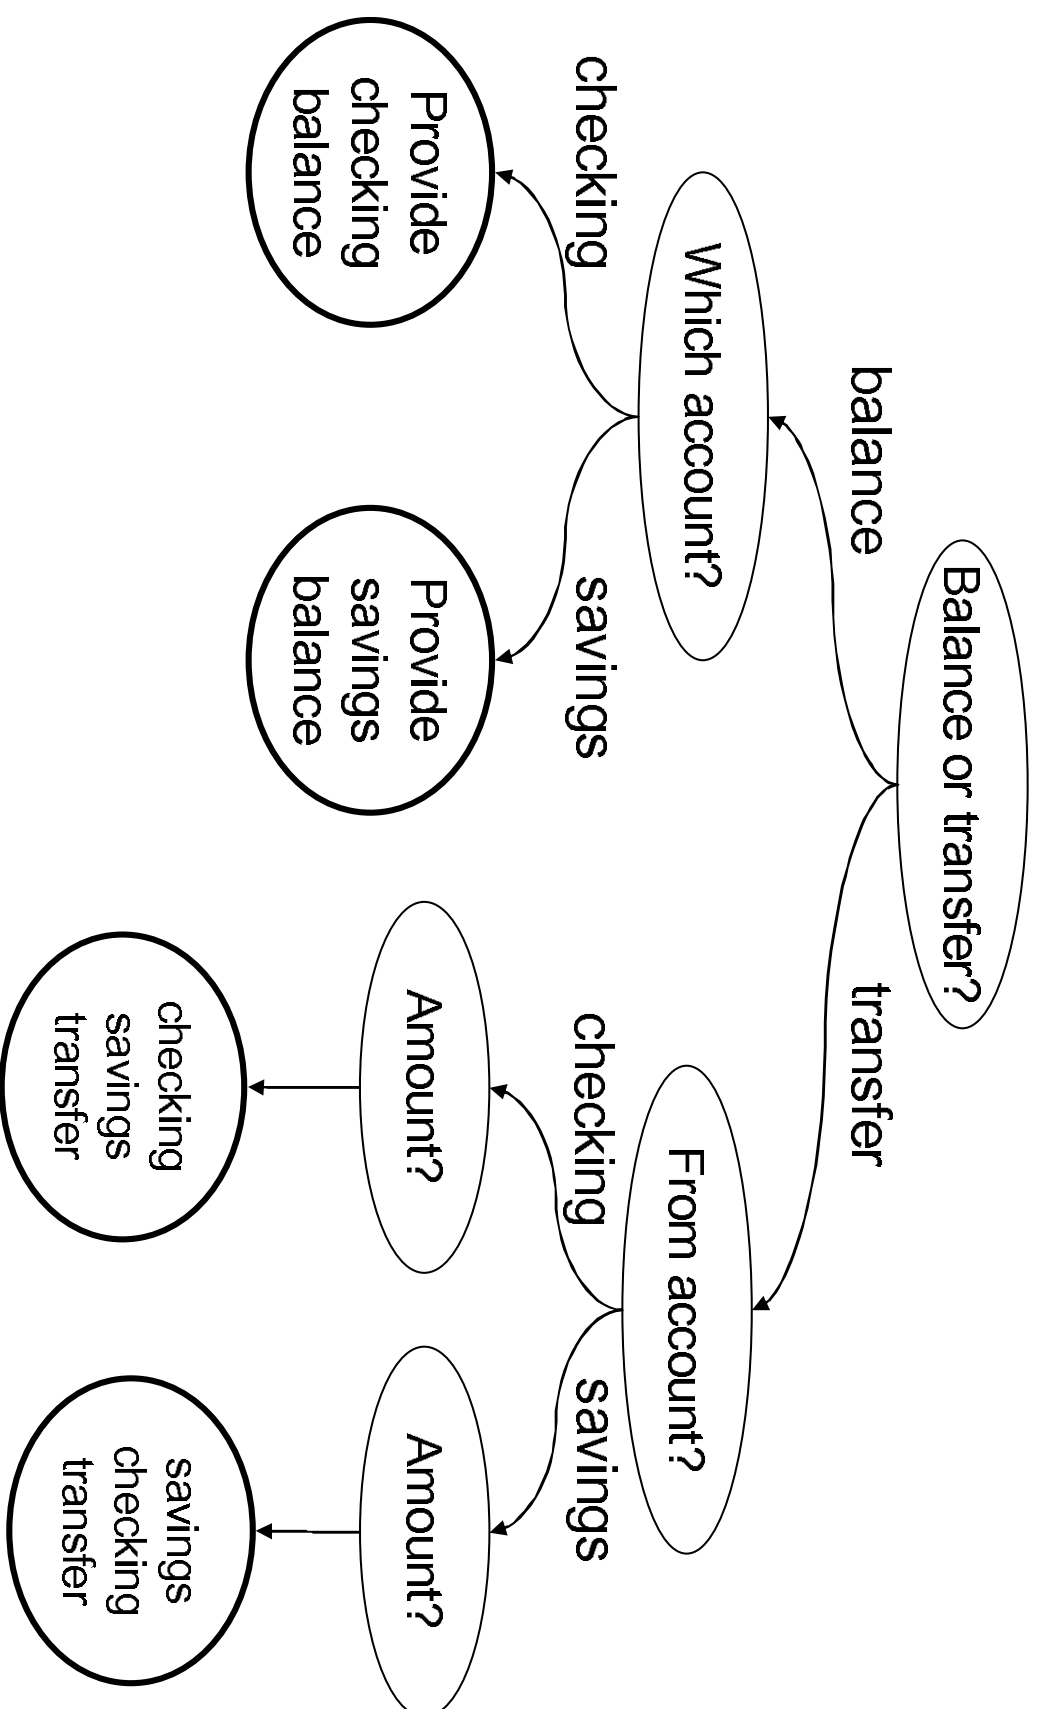 Balance or transfer?
balance
transfer
Which account?
From account?
checking
savings
checking
savings
Provide
checking
balance
Provide
savings
balance
Amount?
Amount?
checking
savings
transfer
savings
checking
transfer